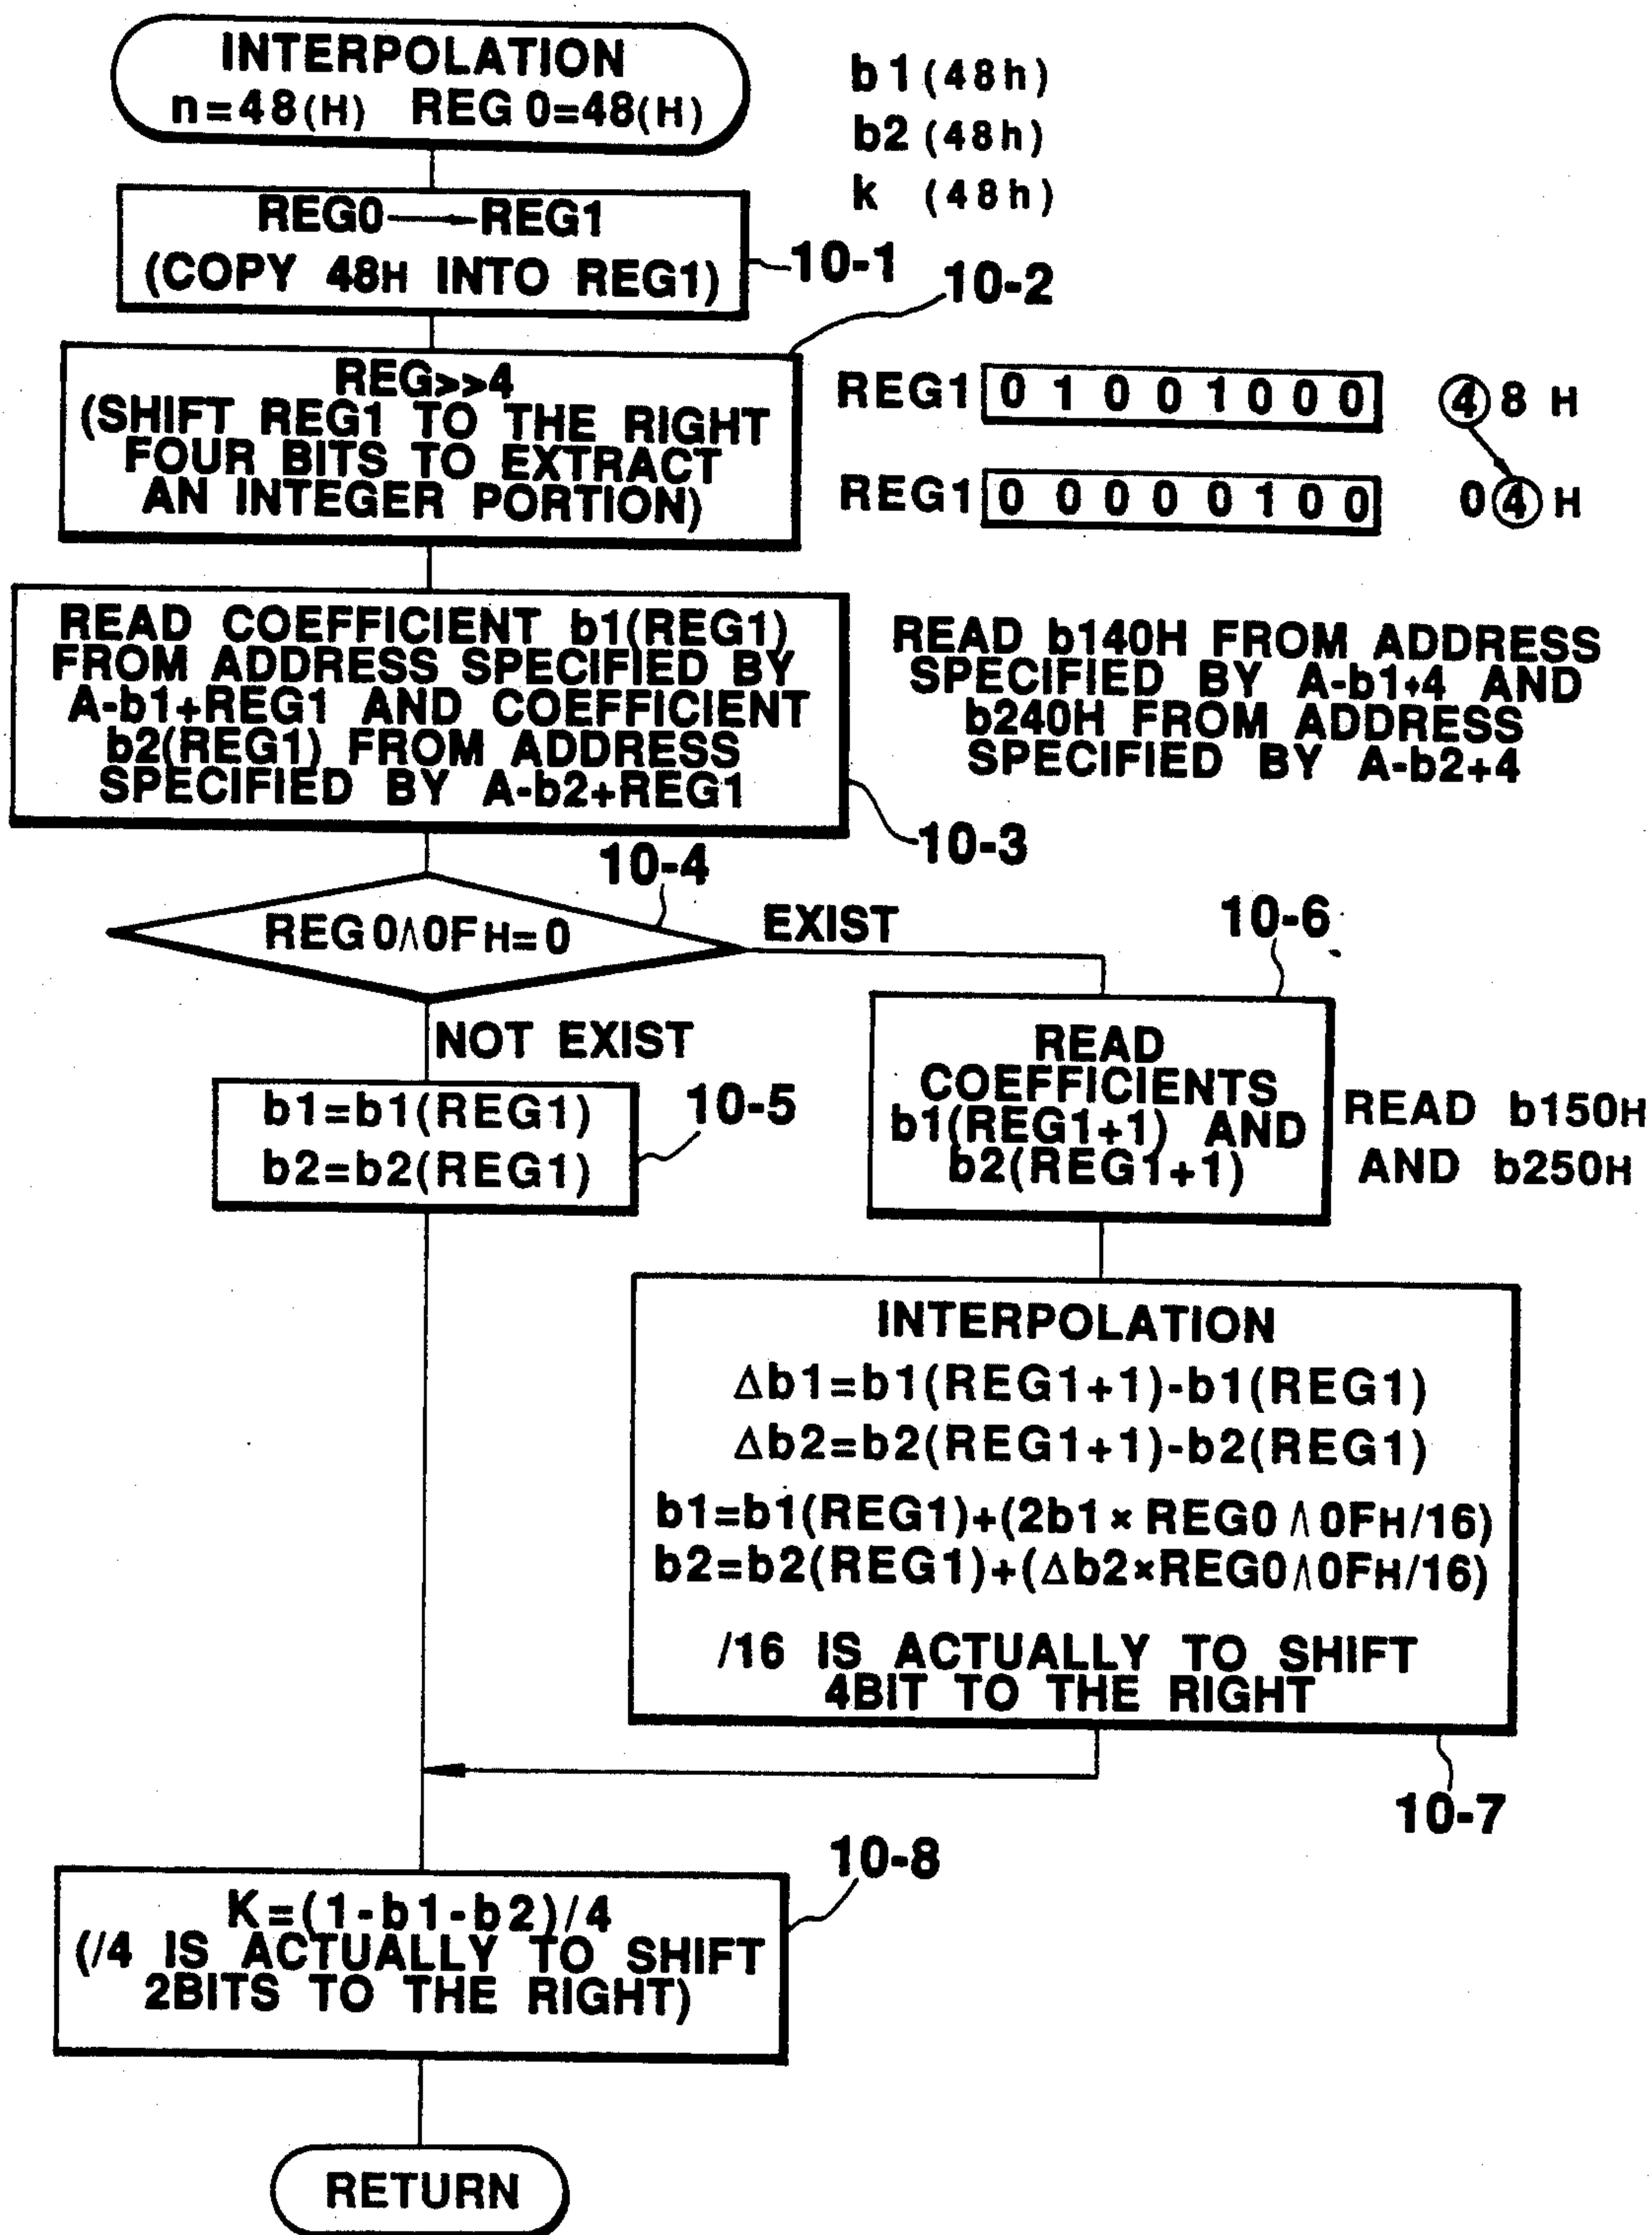 INTERPOLATION
n=48(H) REG 0=48(H)
b1(48h)
b2(48h)
k (48h)
REG0→REG1
(COPY 48H INTO REG1)
10-1
10-2
REG>>4
(SHIFT REG1 TO THE RIGHT
FOUR BITS TO EXTRACT
AN INTEGER PORTION)
REG1 0 1 0 0 1 0 0 0 48 H
REG1 0 0 0 0 0 1 0 0 04 H
READ COEFFICIENT b1(REG1)
FROM ADDRESS SPECIFIED BY
A-b1+REG1 AND COEFFICIENT
b2(REG1) FROM ADDRESS
SPECIFIED BY A-b2+REG1
READ b140H FROM ADDRESS
SPECIFIED BY A-b1+4 AND
b240H FROM ADDRESS
SPECIFIED BY A-b2+4
10-3
10-4
REG0∧0FH=0
EXIST
10-6
NOT EXIST
b1=b1(REG1)
b2=b2(REG1)
10-5
READ
COEFFICIENTS
b1(REG1+1) AND
b2(REG1+1)
READ b150H
AND b250H
INTERPOLATION
Δb1=b1(REG1+1)-b1(REG1)
Δb2=b2(REG1+1)-b2(REG1)
b1=b1(REG1)+(2b1×REG0∧0FH/16)
b2=b2(REG1)+(Δb2×REG0∧0FH/16)
/16 IS ACTUALLY TO SHIFT
4BIT TO THE RIGHT
10-7
10-8
K=(1-b1-b2)/4
(/4 IS ACTUALLY TO SHIFT
2BITS TO THE RIGHT)
RETURN